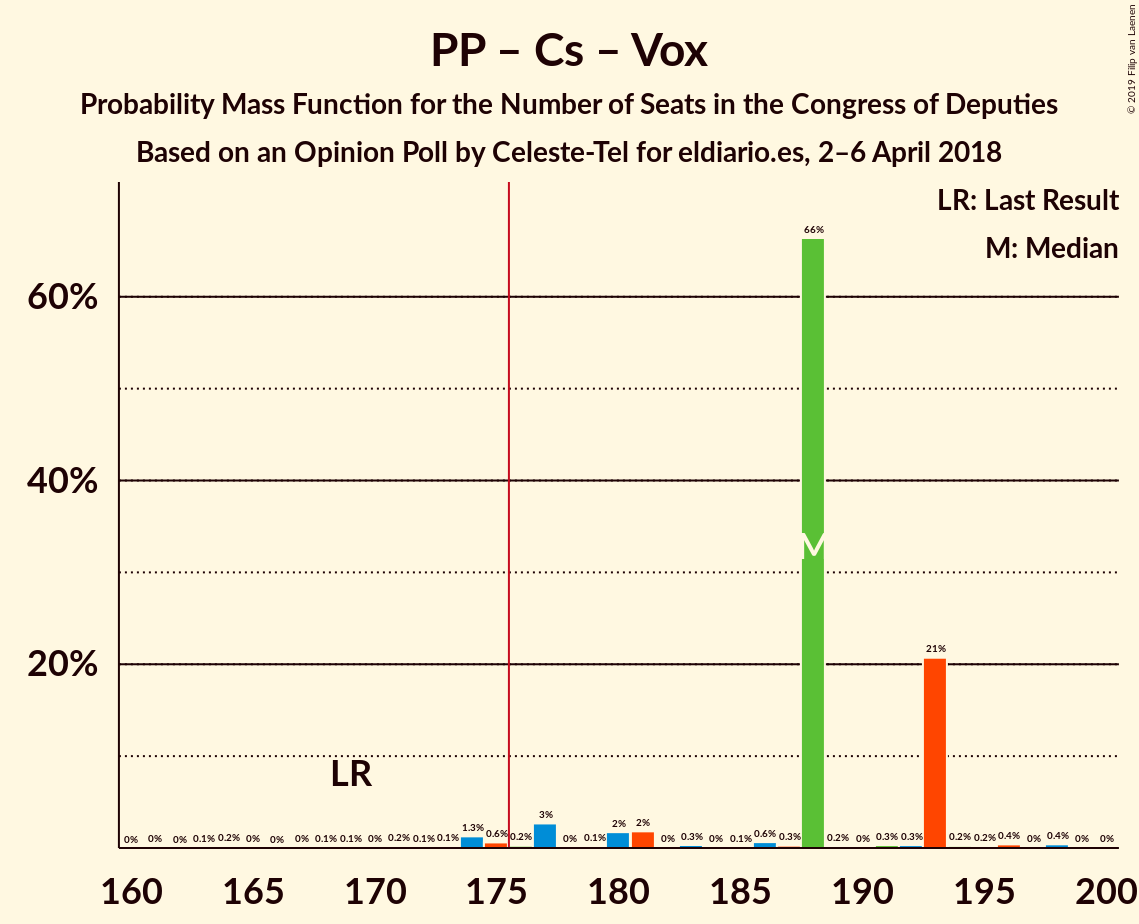 PP – Cs – Vox
Probability Mass Function for the Number of Seats in the Congress of Deputies
Based on an Opinion Poll by Celeste-Tel for eldiario.es, 2–6 April 2018
© 2019 Filip van Laenen
LR: Last Result
M: Median
60%
40%
20%
66%
M
21%
LR
0% 0% 0% 0.1% 0.2% 0% 0% 0% 0.1% 0.1% 0% 0.2% 0.1% 0.1% 1.3% 0.6% 0.2% 3% 0% 0.1% 2% 2% 0% 0.3% 0% 0.1% 0.6% 0.3% 0.2% 0% 0.3% 0.3% 0.2% 0.2% 0.4% 0% 0.4% 0% 0%
160 165 170 175 180 185 190 195 200